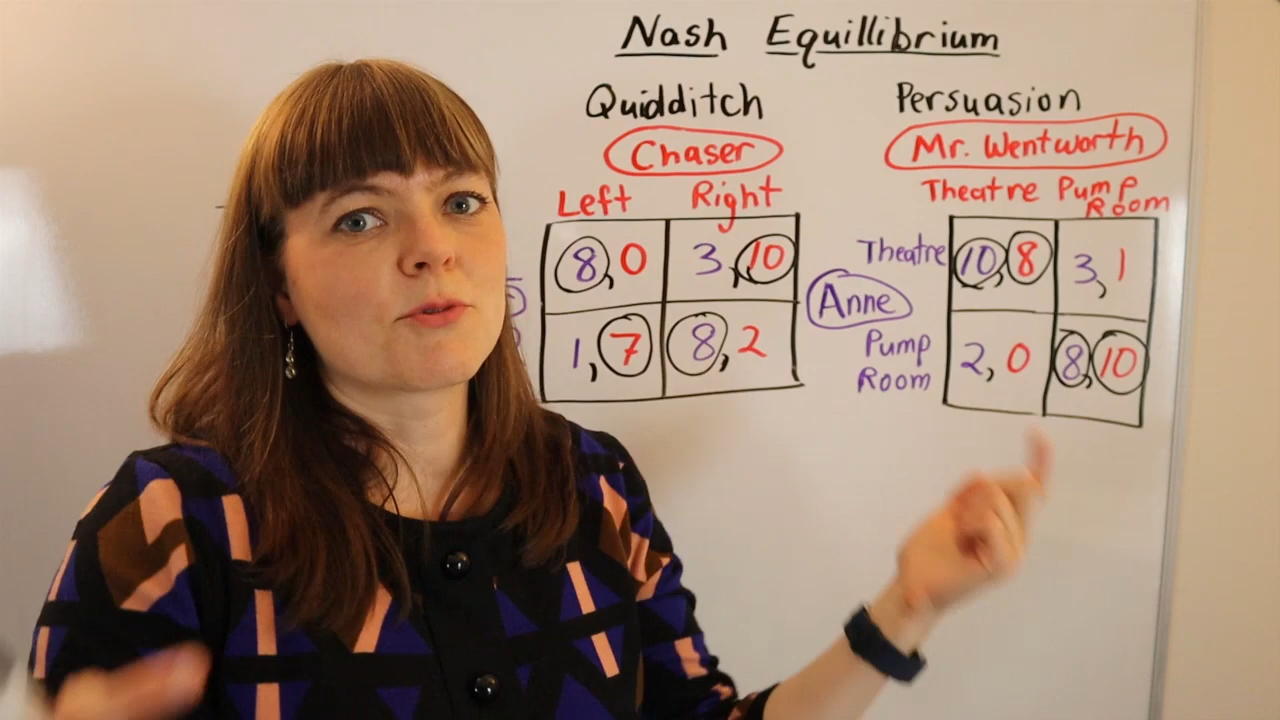 Nash Equillibrium
Quidditch
Chaser
Left Right
8,0 3,10
1,7 8,2
Persuasion
Mr. Wentworth
Theatre Pump Room
Theatre 10,8 3,1
Anne
Pump Room 2,0 8,10